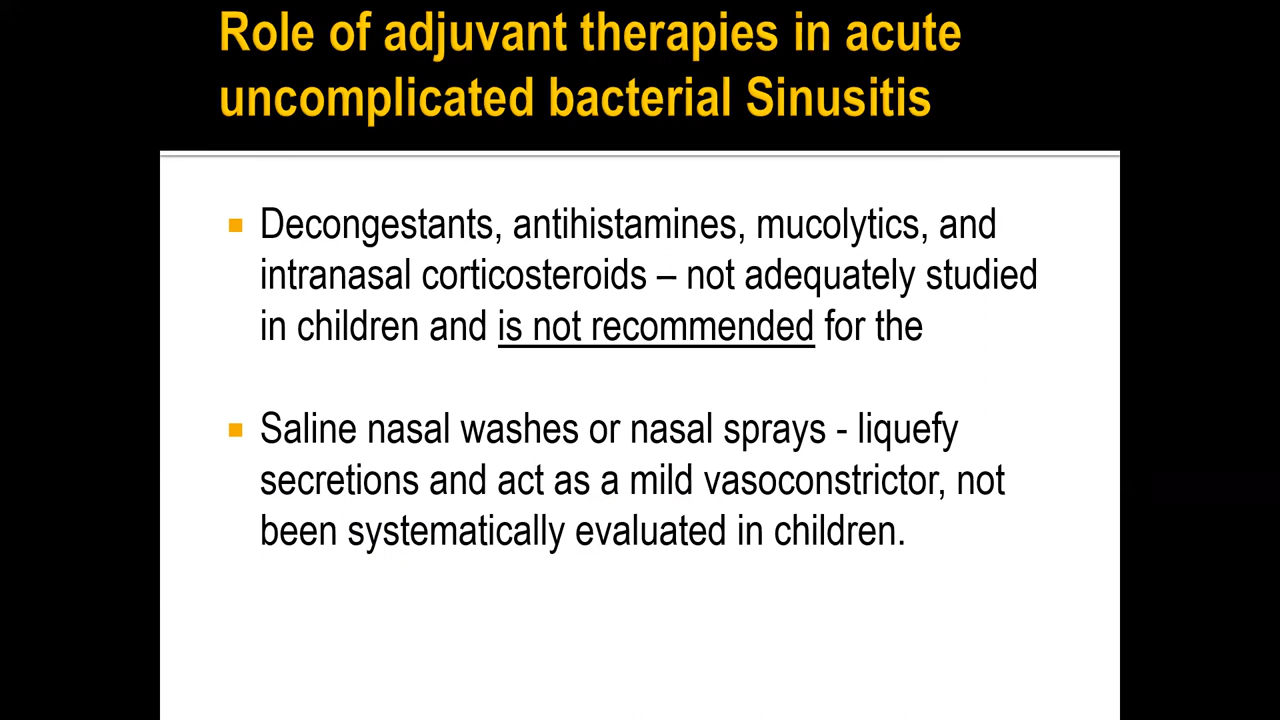 Role of adjuvant therapies in acute
uncomplicated bacterial Sinusitis
Decongestants, antihistamines, mucolytics, and
intranasal corticosteroids – not adequately studied
in children and is not recommended for the
Saline nasal washes or nasal sprays - liquefy
secretions and act as a mild vasoconstrictor, not
been systematically evaluated in children.